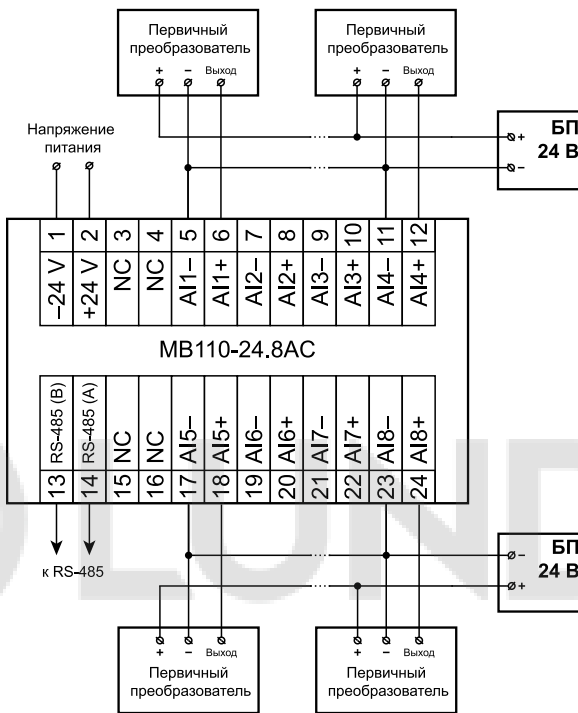 Первичный
преобразователь
+ − Выход
Первичный
преобразователь
+ − Выход
Напряжение
питания
БП
24 В
+
−
1 2 3 4 5 6 7 8 9 10 11 12
−24 V +24 V NC NC AI1− AI1+ AI2− AI2+ AI3− AI3+ AI4− AI4+
МВ110-24.8АС
RS-485 (B) RS-485 (A) NC NC AI5− AI5+ AI6− AI6+ AI7− AI7+ AI8− AI8+
13 14 15 16 17 18 19 20 21 22 23 24
к RS-485
БП
24 В
−
+
+ − Выход
Первичный
преобразователь
+ − Выход
Первичный
преобразователь